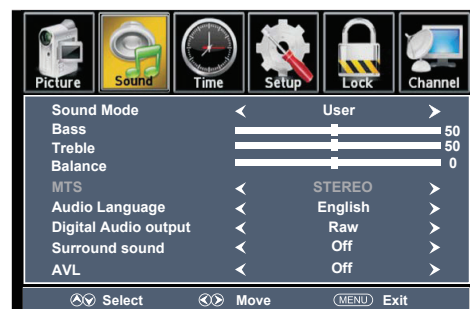 Picture Sound Time Setup Lock Channel
Sound Mode User
Bass 50
Treble 50
Balance 0
MTS STEREO
Audio Language English
Digital Audio output Raw
Surround sound Off
AVL Off
Select Move MENU Exit